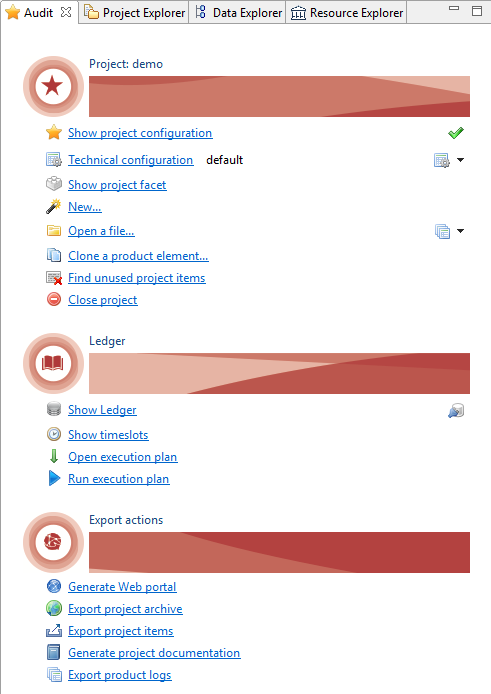 Audit Project Explorer Data Explorer Resource Explorer
Project: demo
Show project configuration
Technical configuration default
Show project facet
New...
Open a file...
Clone a product element...
Find unused project items
Close project
Ledger
Show Ledger
Show timeslots
Open execution plan
Run execution plan
Export actions
Generate Web portal
Export project archive
Export project items
Generate project documentation
Export product logs